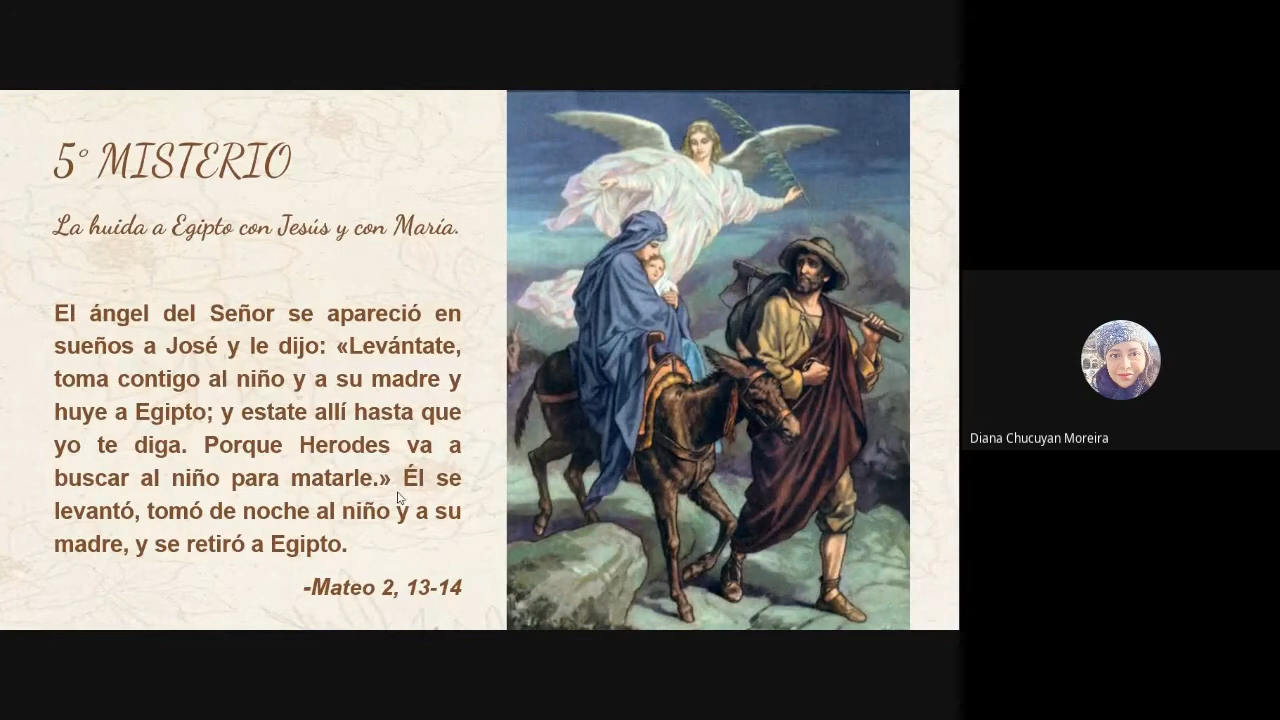 5° MISTERIO
La huida a Egipto con Jesús y con María.
El ángel del Señor se apareció en
sueños a José y le dijo: «Levántate,
toma contigo al niño y a su madre y
huye a Egipto; y estate allí hasta que
yo te diga. Porque Herodes va a
buscar al niño para matarle.» Él se
levantó, tomó de noche al niño y a su
madre, y se retiró a Egipto.
-Mateo 2, 13-14
Diana Chucuyan Moreira